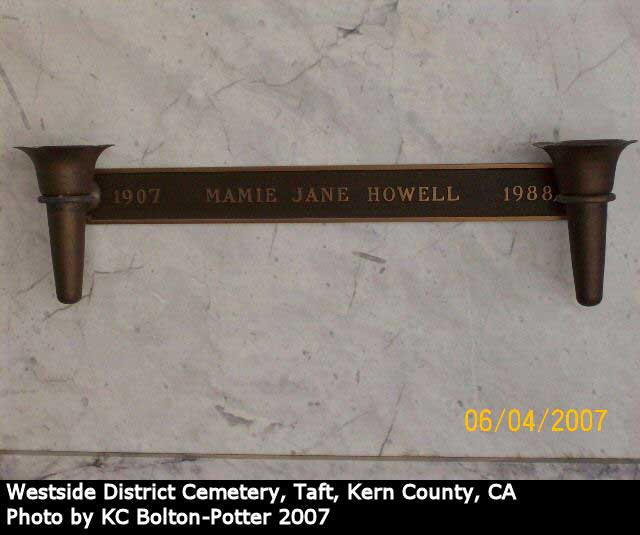 1907 MAMIE JANE HOWELL 1988
06/04/2007
Westside District Cemetery, Taft, Kern County, CA
Photo by KC Bolton-Potter 2007